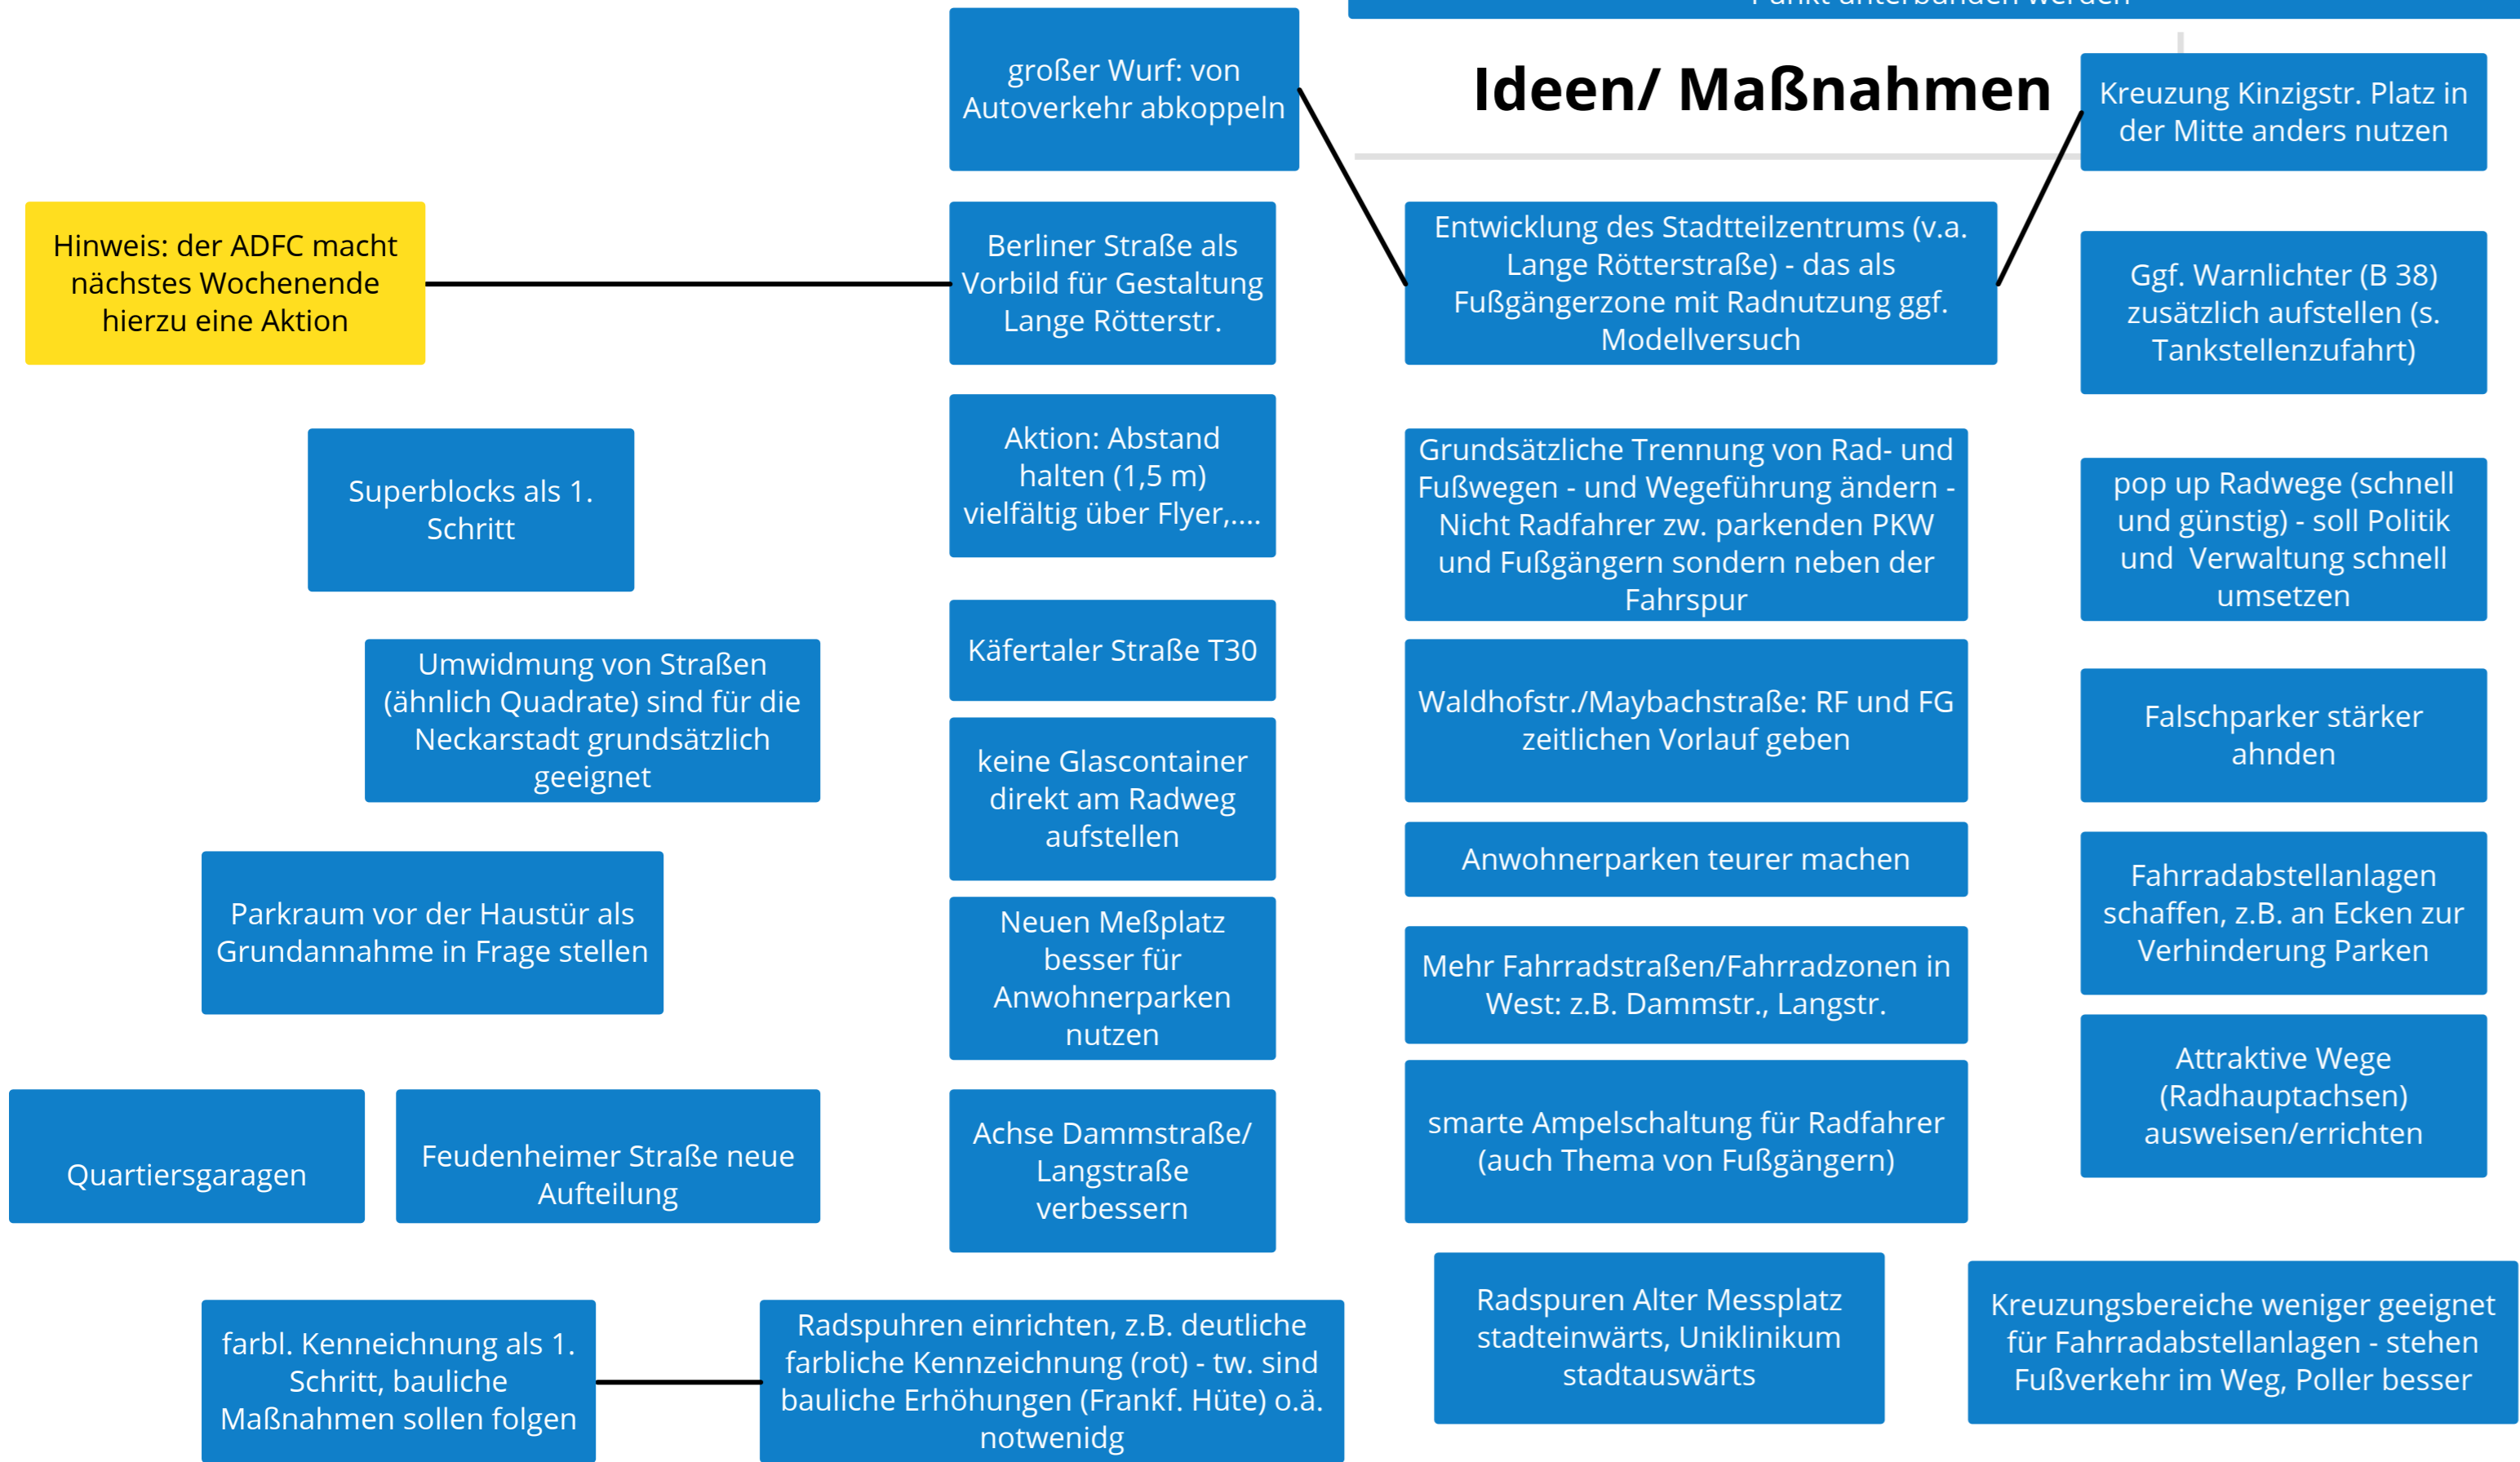 Punkt unterbunden werden
Ideen/ Maßnahmen
großer Wurf: von
Autoverkehr abkoppeln
Kreuzung Kinzigstr. Platz in
der Mitte anders nutzen
Hinweis: der ADFC macht
nächstes Wochenende
hierzu eine Aktion
Berliner Straße als
Vorbild für Gestaltung
Lange Rötterstr.
Entwicklung des Stadtteilzentrums (v.a.
Lange Rötterstraße) - das als
Fußgängerzone mit Radnutzung ggf.
Modellversuch
Ggf. Warnlichter (B 38)
zusätzlich aufstellen (s.
Tankstellenzufahrt)
Superblocks als 1.
Schritt
Aktion: Abstand
halten (1,5 m)
vielfältig über Flyer,....
Grundsätzliche Trennung von Rad- und
Fußwegen - und Wegeführung ändern -
Nicht Radfahrer zw. parkenden PKW
und Fußgängern sondern neben der
Fahrspur
pop up Radwege (schnell
und günstig) - soll Politik
und  Verwaltung schnell
umsetzen
Umwidmung von Straßen
(ähnlich Quadrate) sind für die
Neckarstadt grundsätzlich
geeignet
Käfertaler Straße T30
keine Glascontainer
direkt am Radweg
aufstellen
Waldhofstr./Maybachstraße: RF und FG
zeitlichen Vorlauf geben
Falschparker stärker
ahnden
Parkraum vor der Haustür als
Grundannahme in Frage stellen
Neuen Meßplatz
besser für
Anwohnerparken
nutzen
Anwohnerparken teurer machen
Mehr Fahrradstraßen/Fahrradzonen in
West: z.B. Dammstr., Langstr.
Fahrradabstellanlagen
schaffen, z.B. an Ecken zur
Verhinderung Parken
Quartiersgaragen
Feudenheimer Straße neue
Aufteilung
Achse Dammstraße/
Langstraße
verbessern
smarte Ampelschaltung für Radfahrer
(auch Thema von Fußgängern)
Attraktive Wege
(Radhauptachsen)
ausweisen/errichten
farbl. Kenneichnung als 1.
Schritt, bauliche
Maßnahmen sollen folgen
Radspuhren einrichten, z.B. deutliche
farbliche Kennzeichnung (rot) - tw. sind
bauliche Erhöhungen (Frankf. Hüte) o.ä.
notwenidg
Radspuren Alter Messplatz
stadteinwärts, Uniklinikum
stadtauswärts
Kreuzungsbereiche weniger geeignet
für Fahrradabstellanlagen - stehen
Fußverkehr im Weg, Poller besser